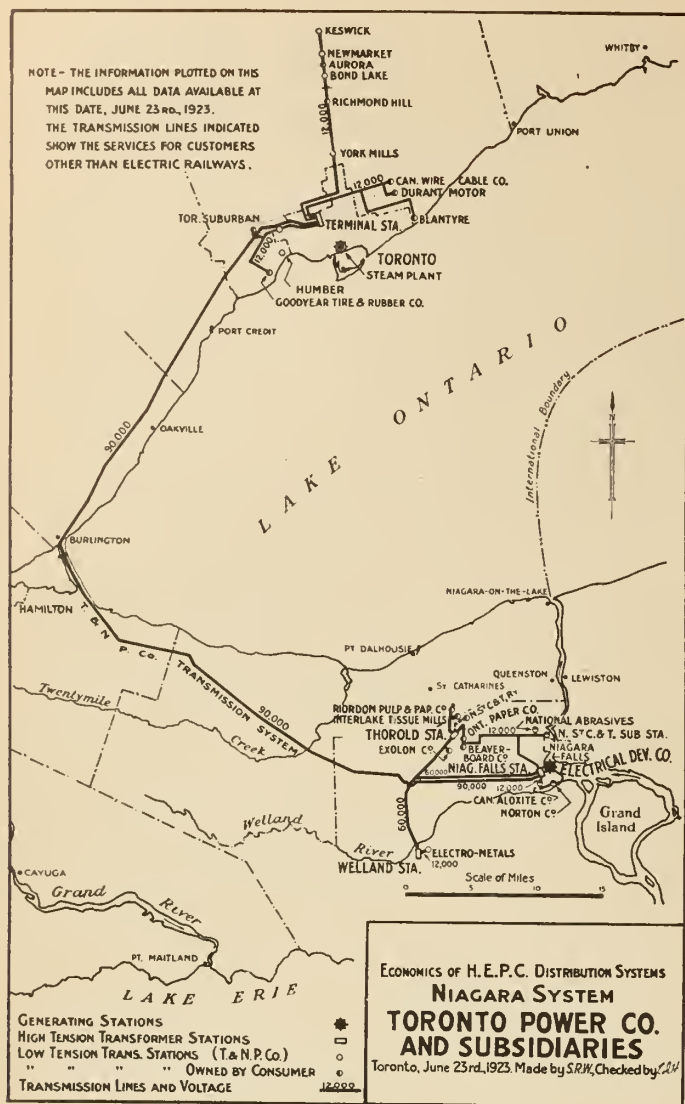 KESWICK
NEWMARKET
AURORA
BOND LAKE
WHITBY
NOTE - THE INFORMATION PLOTTED ON THIS
MAP INCLUDES ALL DATA AVAILABLE AT
THIS DATE, JUNE 23RD., 1923.
THE TRANSMISSION LINES INDICATED
SHOW THE SERVICES FOR CUSTOMERS
OTHER THAN ELECTRIC RAILWAYS.
12,000
RICHMOND HILL
PORT UNION
YORK MILLS
12,000
CAN. WIRE & CABLE CO.
DURANT MOTOR
TOR. SUBURBAN
TERMINAL STA.
BLANTYRE
12,000
TORONTO
STEAM PLANT
HUMBER
GOODYEAR TIRE & RUBBER CO.
PORT CREDIT
LAKE ONTARIO
International Boundary
N
90,000
OAKVILLE
BURLINGTON
HAMILTON
T. & N. P. CO. TRANSMISSION SYSTEM
NIAGARA-ON-THE-LAKE
PT DALHOUSIE
ST CATHARINES
QUEENSTON
LEWISTON
Twentymile
Creek
90,000
RIORDON PULP & PAP. CO
INTERLAKE TISSUE MILLS
N. ST C. & T. RY
ONT. PAPER CO.
THOROLD STA.
12,000
NATIONAL ABRASIVES
N. ST C. & T. SUB STA.
EXOLON CO
BEAVER-
BOARD CO
NIAGARA
FALLS
60,000
NIAG. FALLS STA.
ELECTRICAL DEV. CO.
90,000
12,000
CAN. ALOXITE CO
NORTON CO
Grand
Island
60,000
Welland
River
ELECTRO-METALS
12,000
WELLAND STA.
Scale of Miles
0 5 10 15
CAYUGA
Grand
River
PT. MAITLAND
LAKE ERIE
GENERATING STATIONS
HIGH TENSION TRANSFORMER STATIONS
LOW TENSION TRANS. STATIONS (T. & N. P. CO.)
" " " " OWNED BY CONSUMER
TRANSMISSION LINES AND VOLTAGE 12,000
ECONOMICS OF H.E.P.C. DISTRIBUTION SYSTEMS
NIAGARA SYSTEM
TORONTO POWER CO.
AND SUBSIDIARIES
Toronto, June 23rd., 1923. Made by S.R.W., Checked by